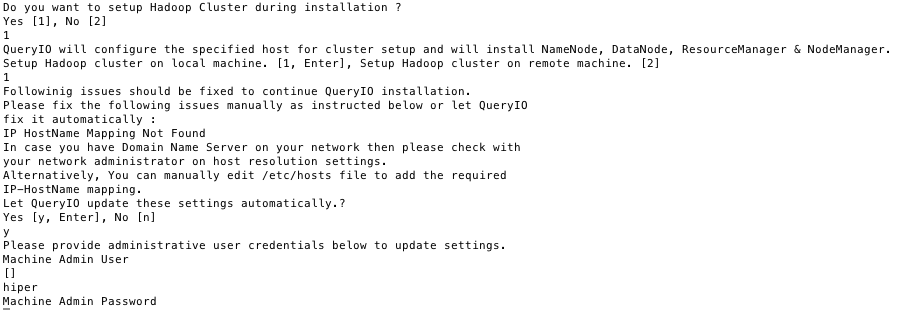 Do you want to setup Hadoop Cluster during installation ?
Yes [1], No [2]
1
QueryIO will configure the specified host for cluster setup and will install NameNode, DataNode, ResourceManager & NodeManager.
Setup Hadoop cluster on local machine. [1, Enter], Setup Hadoop cluster on remote machine. [2]
1
Followinig issues should be fixed to continue QueryIO installation.
Please fix the following issues manually as instructed below or let QueryIO
fix it automatically :
IP HostName Mapping Not Found
In case you have Domain Name Server on your network then please check with
your network administrator on host resolution settings.
Alternatively, You can manually edit /etc/hosts file to add the required
IP-HostName mapping.
Let QueryIO update these settings automatically.?
Yes [y, Enter], No [n]
y
Please provide administrative user credentials below to update settings.
Machine Admin User
[]
hiper
Machine Admin Password